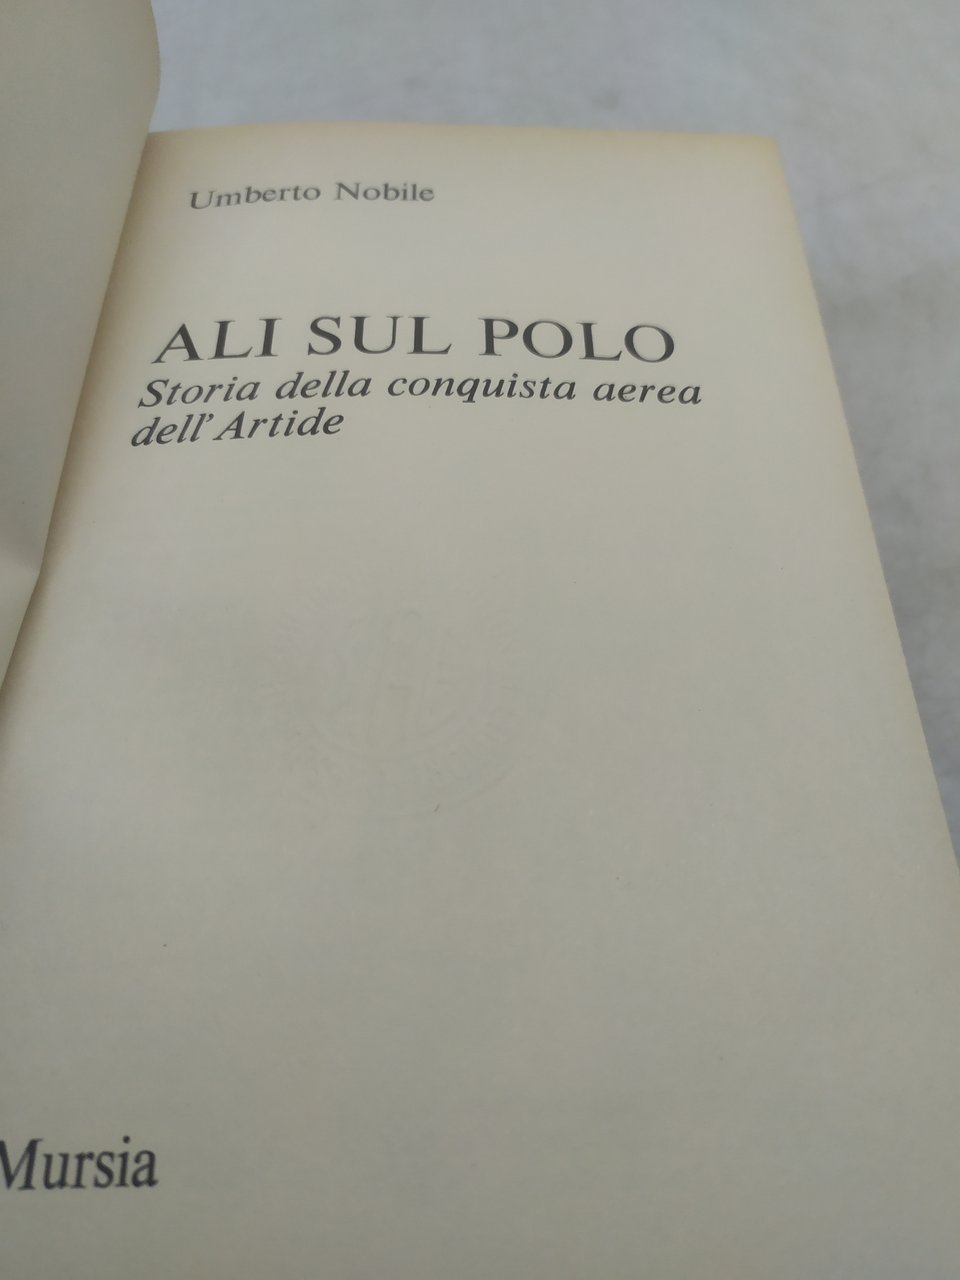 Umberto Nobile
ALI SUL POLO
Storia della conquista aerea
dell'Artide
Mursia